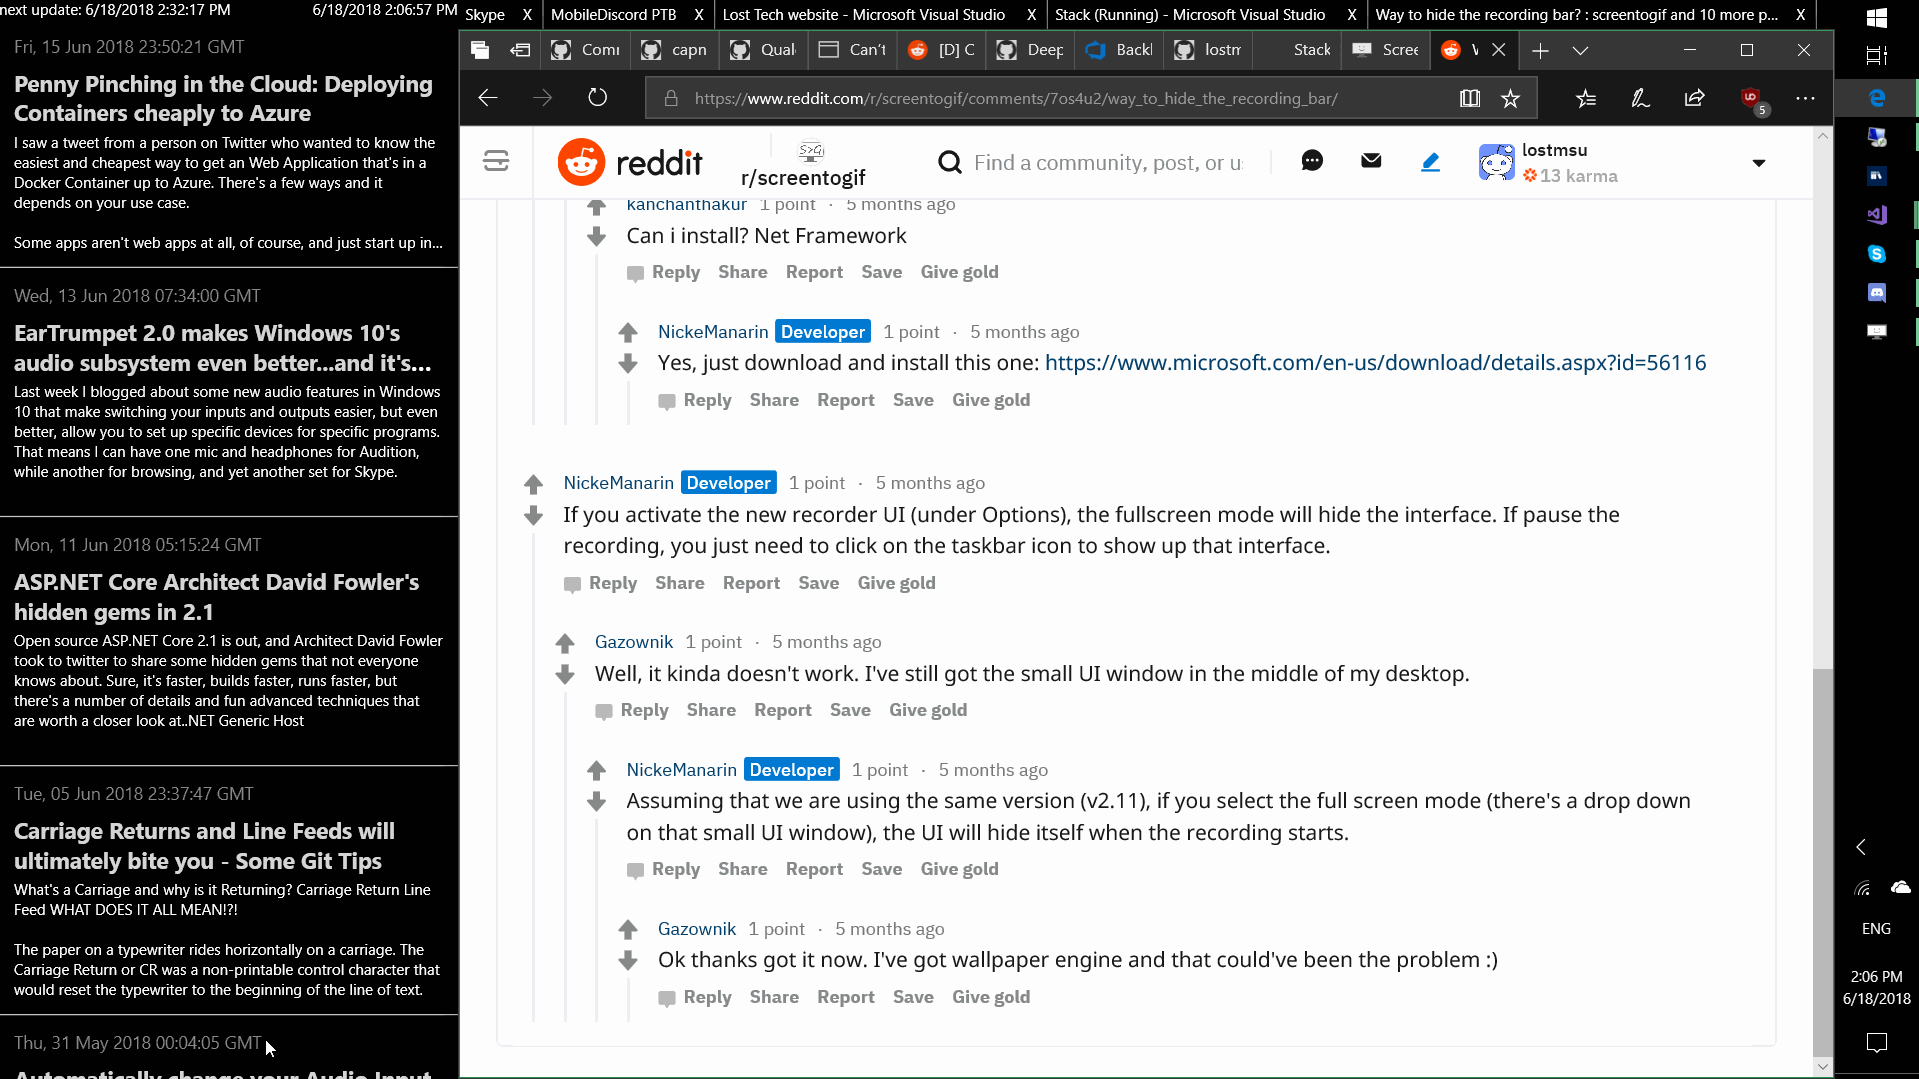 next update: 6/18/2018 2:32:17 PM 6/18/2018 2:06:57 PM
Skype X MobileDiscord PTB X Lost Tech website - Microsoft Visual Studio X Stack (Running) - Microsoft Visual Studio X Way to hide the recording bar? : screentogif and 10 more p... X
Fri, 15 Jun 2018 23:50:21 GMT
Penny Pinching in the Cloud: Deploying
Containers cheaply to Azure
I saw a tweet from a person on Twitter who wanted to know the
easiest and cheapest way to get an Web Application that's in a
Docker Container up to Azure. There's a few ways and it
depends on your use case.
Some apps aren't web apps at all, of course, and just start up in...
Wed, 13 Jun 2018 07:34:00 GMT
EarTrumpet 2.0 makes Windows 10's
audio subsystem even better...and it's...
Last week I blogged about some new audio features in Windows
10 that make switching your inputs and outputs easier, but even
better, allow you to set up specific devices for specific programs.
That means I can have one mic and headphones for Audition,
while another for browsing, and yet another set for Skype.
Mon, 11 Jun 2018 05:15:24 GMT
ASP.NET Core Architect David Fowler's
hidden gems in 2.1
Open source ASP.NET Core 2.1 is out, and Architect David Fowler
took to twitter to share some hidden gems that not everyone
knows about. Sure, it's faster, builds faster, runs faster, but
there's a number of details and fun advanced techniques that
are worth a closer look at..NET Generic Host
Tue, 05 Jun 2018 23:37:47 GMT
Carriage Returns and Line Feeds will
ultimately bite you - Some Git Tips
What's a Carriage and why is it Returning? Carriage Return Line
Feed WHAT DOES IT ALL MEAN!?!
The paper on a typewriter rides horizontally on a carriage. The
Carriage Return or CR was a non-printable control character that
would reset the typewriter to the beginning of the line of text.
Thu, 31 May 2018 00:04:05 GMT
Automatically change your Audio Input
Comi capn Qual Can't [D] C Deep Backl lostm Stack Scree
https://www.reddit.com/r/screentogif/comments/7os4u2/way_to_hide_the_recording_bar/
5
reddit
S>G
r/screentogif
Find a community, post, or u
lostmsu
13 karma
kanchanthakur 1 point · 5 months ago
Can i install? Net Framework
Reply Share Report Save Give gold
NickeManarin Developer 1 point · 5 months ago
Yes, just download and install this one: https://www.microsoft.com/en-us/download/details.aspx?id=56116
Reply Share Report Save Give gold
NickeManarin Developer 1 point · 5 months ago
If you activate the new recorder UI (under Options), the fullscreen mode will hide the interface. If pause the
recording, you just need to click on the taskbar icon to show up that interface.
Reply Share Report Save Give gold
Gazownik 1 point · 5 months ago
Well, it kinda doesn't work. I've still got the small UI window in the middle of my desktop.
Reply Share Report Save Give gold
NickeManarin Developer 1 point · 5 months ago
Assuming that we are using the same version (v2.11), if you select the full screen mode (there's a drop down
on that small UI window), the UI will hide itself when the recording starts.
Reply Share Report Save Give gold
Gazownik 1 point · 5 months ago
Ok thanks got it now. I've got wallpaper engine and that could've been the problem :)
Reply Share Report Save Give gold
ENG
2:06 PM
6/18/2018